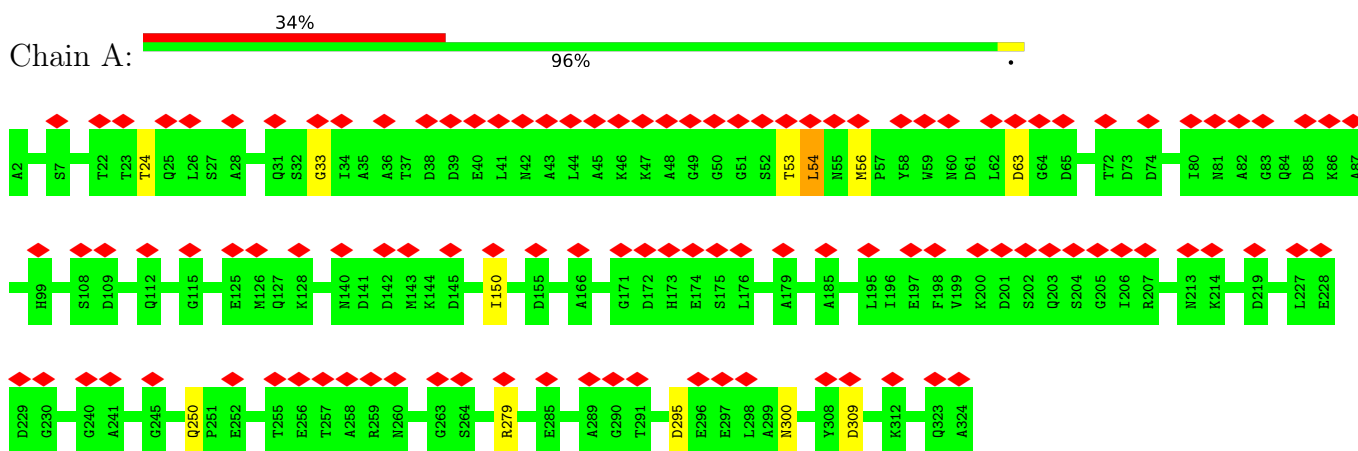 34%
Chain A:
96%
•
A2 S7 T22 T23 T24 Q25 L26 S27 A28 Q31 S32 G33 I34 A35 A36 T37 D38 D39 E40 L41 N42 A43 L44 A45 K46 K47 A48 G49 G50 G51 S52 T53 L54 N55 M56 P57 Y58 W59 N60 D61 L62 D63 G64 D65 T72 D73 D74 I80 N81 A82 G83 Q84 D85 K86 A87
H99 S108 D109 Q112 G115 E125 M126 Q127 K128 N140 D141 D142 M143 K144 D145 I150 D155 A166 G171 D172 H173 E174 S175 L176 A179 A185 L195 I196 E197 F198 V199 K200 D201 S202 Q203 S204 G205 I206 R207 N213 K214 D219 L227 E228
D229 G230 G240 A241 G245 Q250 P251 E252 T255 E256 T257 A258 R259 N260 G263 S264 R279 E285 A289 G290 T291 D295 E296 E297 L298 A299 N300 Y308 D309 K312 Q323 A324